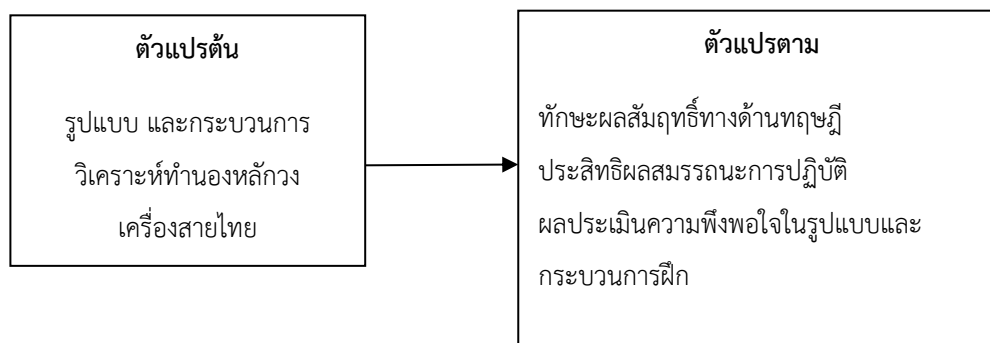 ตัวแปรต้น
รูปแบบ และกระบวนการ
วิเคราะห์ทำนองหลักวง
เครื่องสายไทย
ตัวแปรตาม
ทักษะผลสัมฤทธิ์ทางด้านทฤษฎี
ประสิทธิผลสมรรถนะการปฏิบัติ
ผลประเมินความพึงพอใจในรูปแบบและ
กระบวนการฝึก